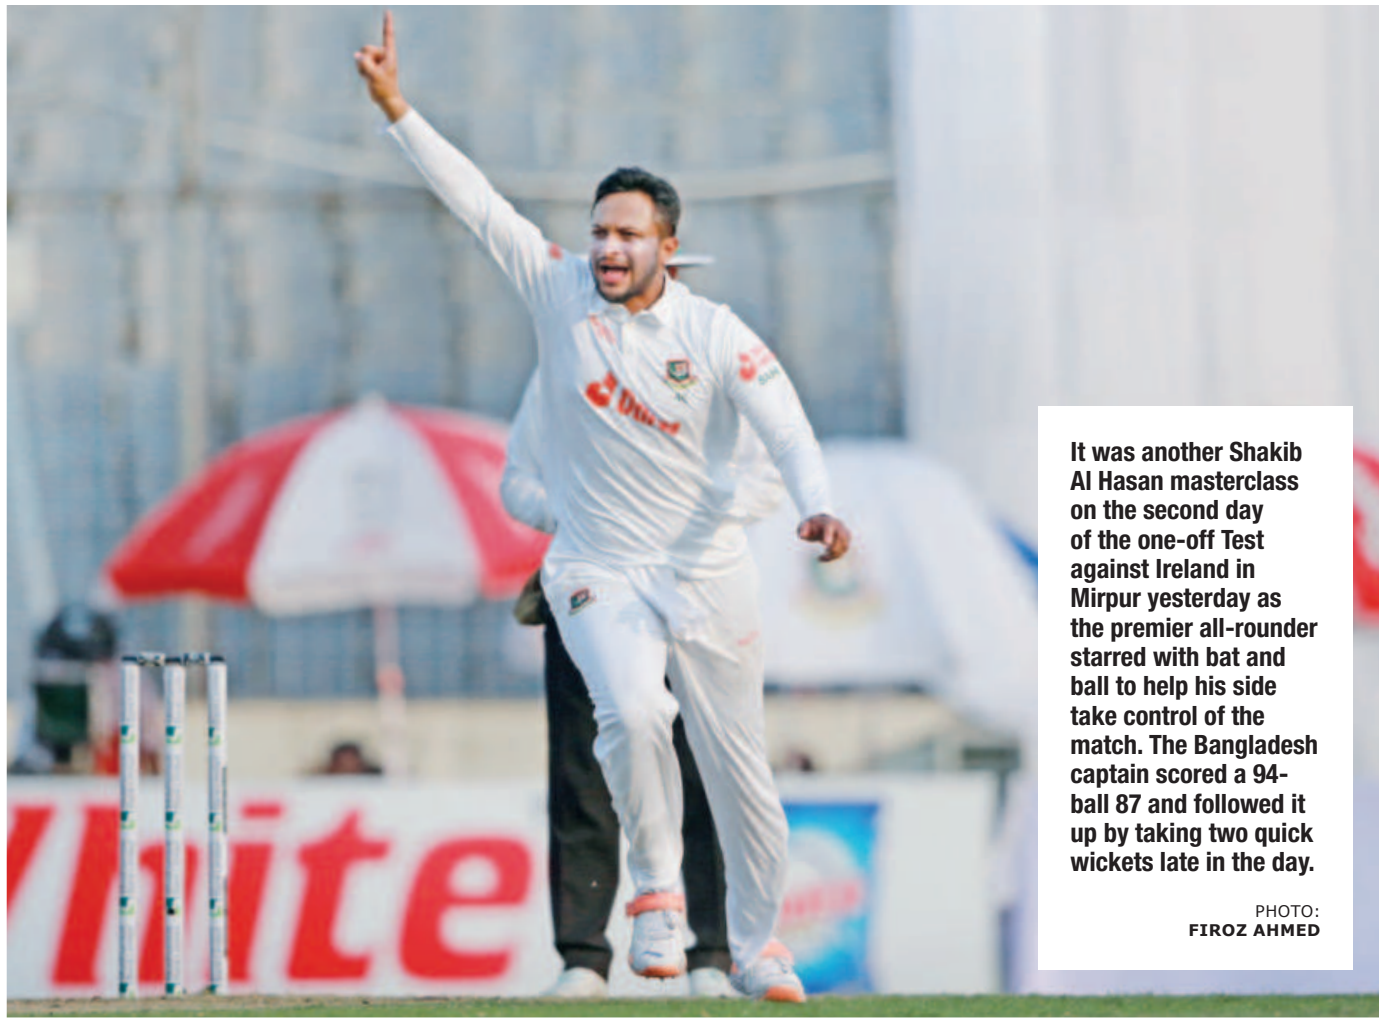 It was another Shakib
Al Hasan masterclass
on the second day
of the one-off Test
against Ireland in
Mirpur yesterday as
the premier all-rounder
starred with bat and
ball to help his side
take control of the
match. The Bangladesh
captain scored a 94-
ball 87 and followed it
up by taking two quick
wickets late in the day.
PHOTO:
FIROZ AHMED
hite